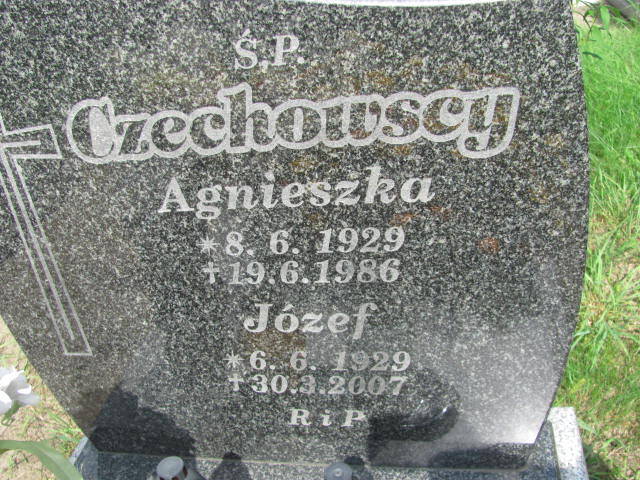 Ś.P.
Czechowscy
Agnieszka
* 8. 6. 1929
† 19.6.1986
Józef
* 6. 6. 1929
† 30.3.2007
R i P